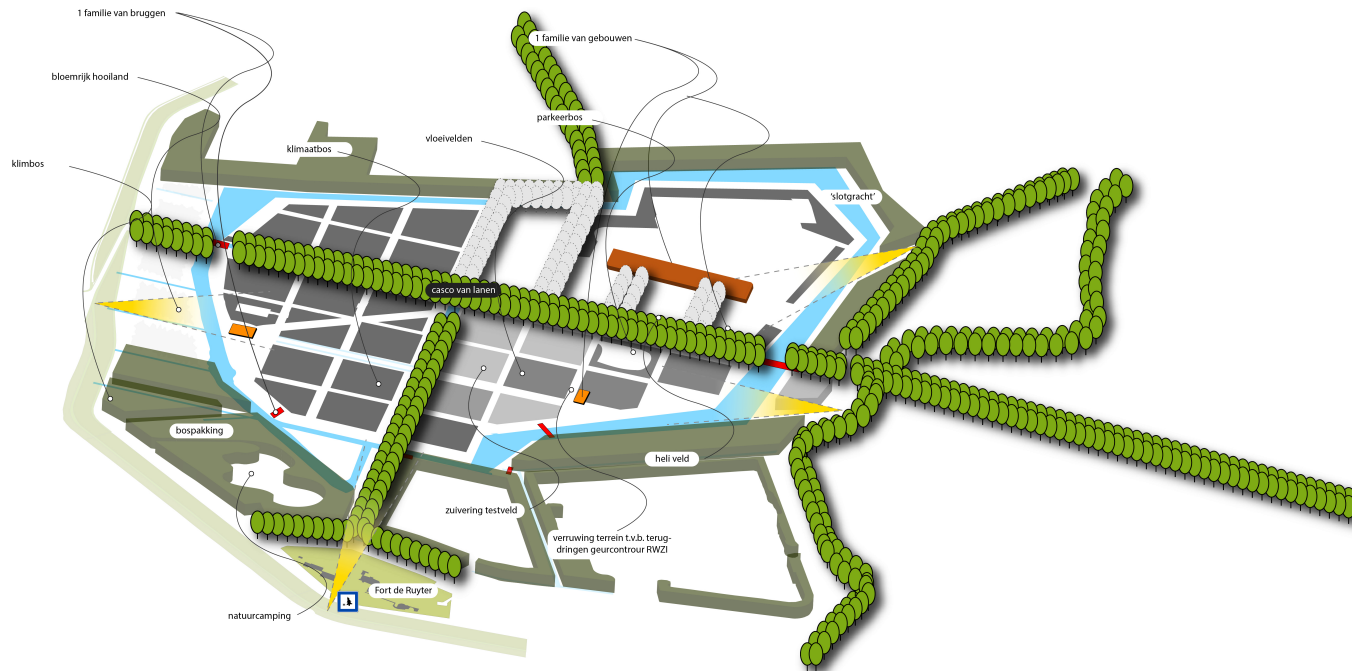 1 familie van bruggen
1 familie van gebouwen
bloemrijk hooiland
parkeerbos
vloeivelden
klimaatbos
klimbos
'slotgracht'
casco van lanen
bospakking
heli veld
zuivering testveld
verruwing terrein t.v.b. terug-
dringen geurcontrour RWZI
Fort de Ruyter
natuurcamping